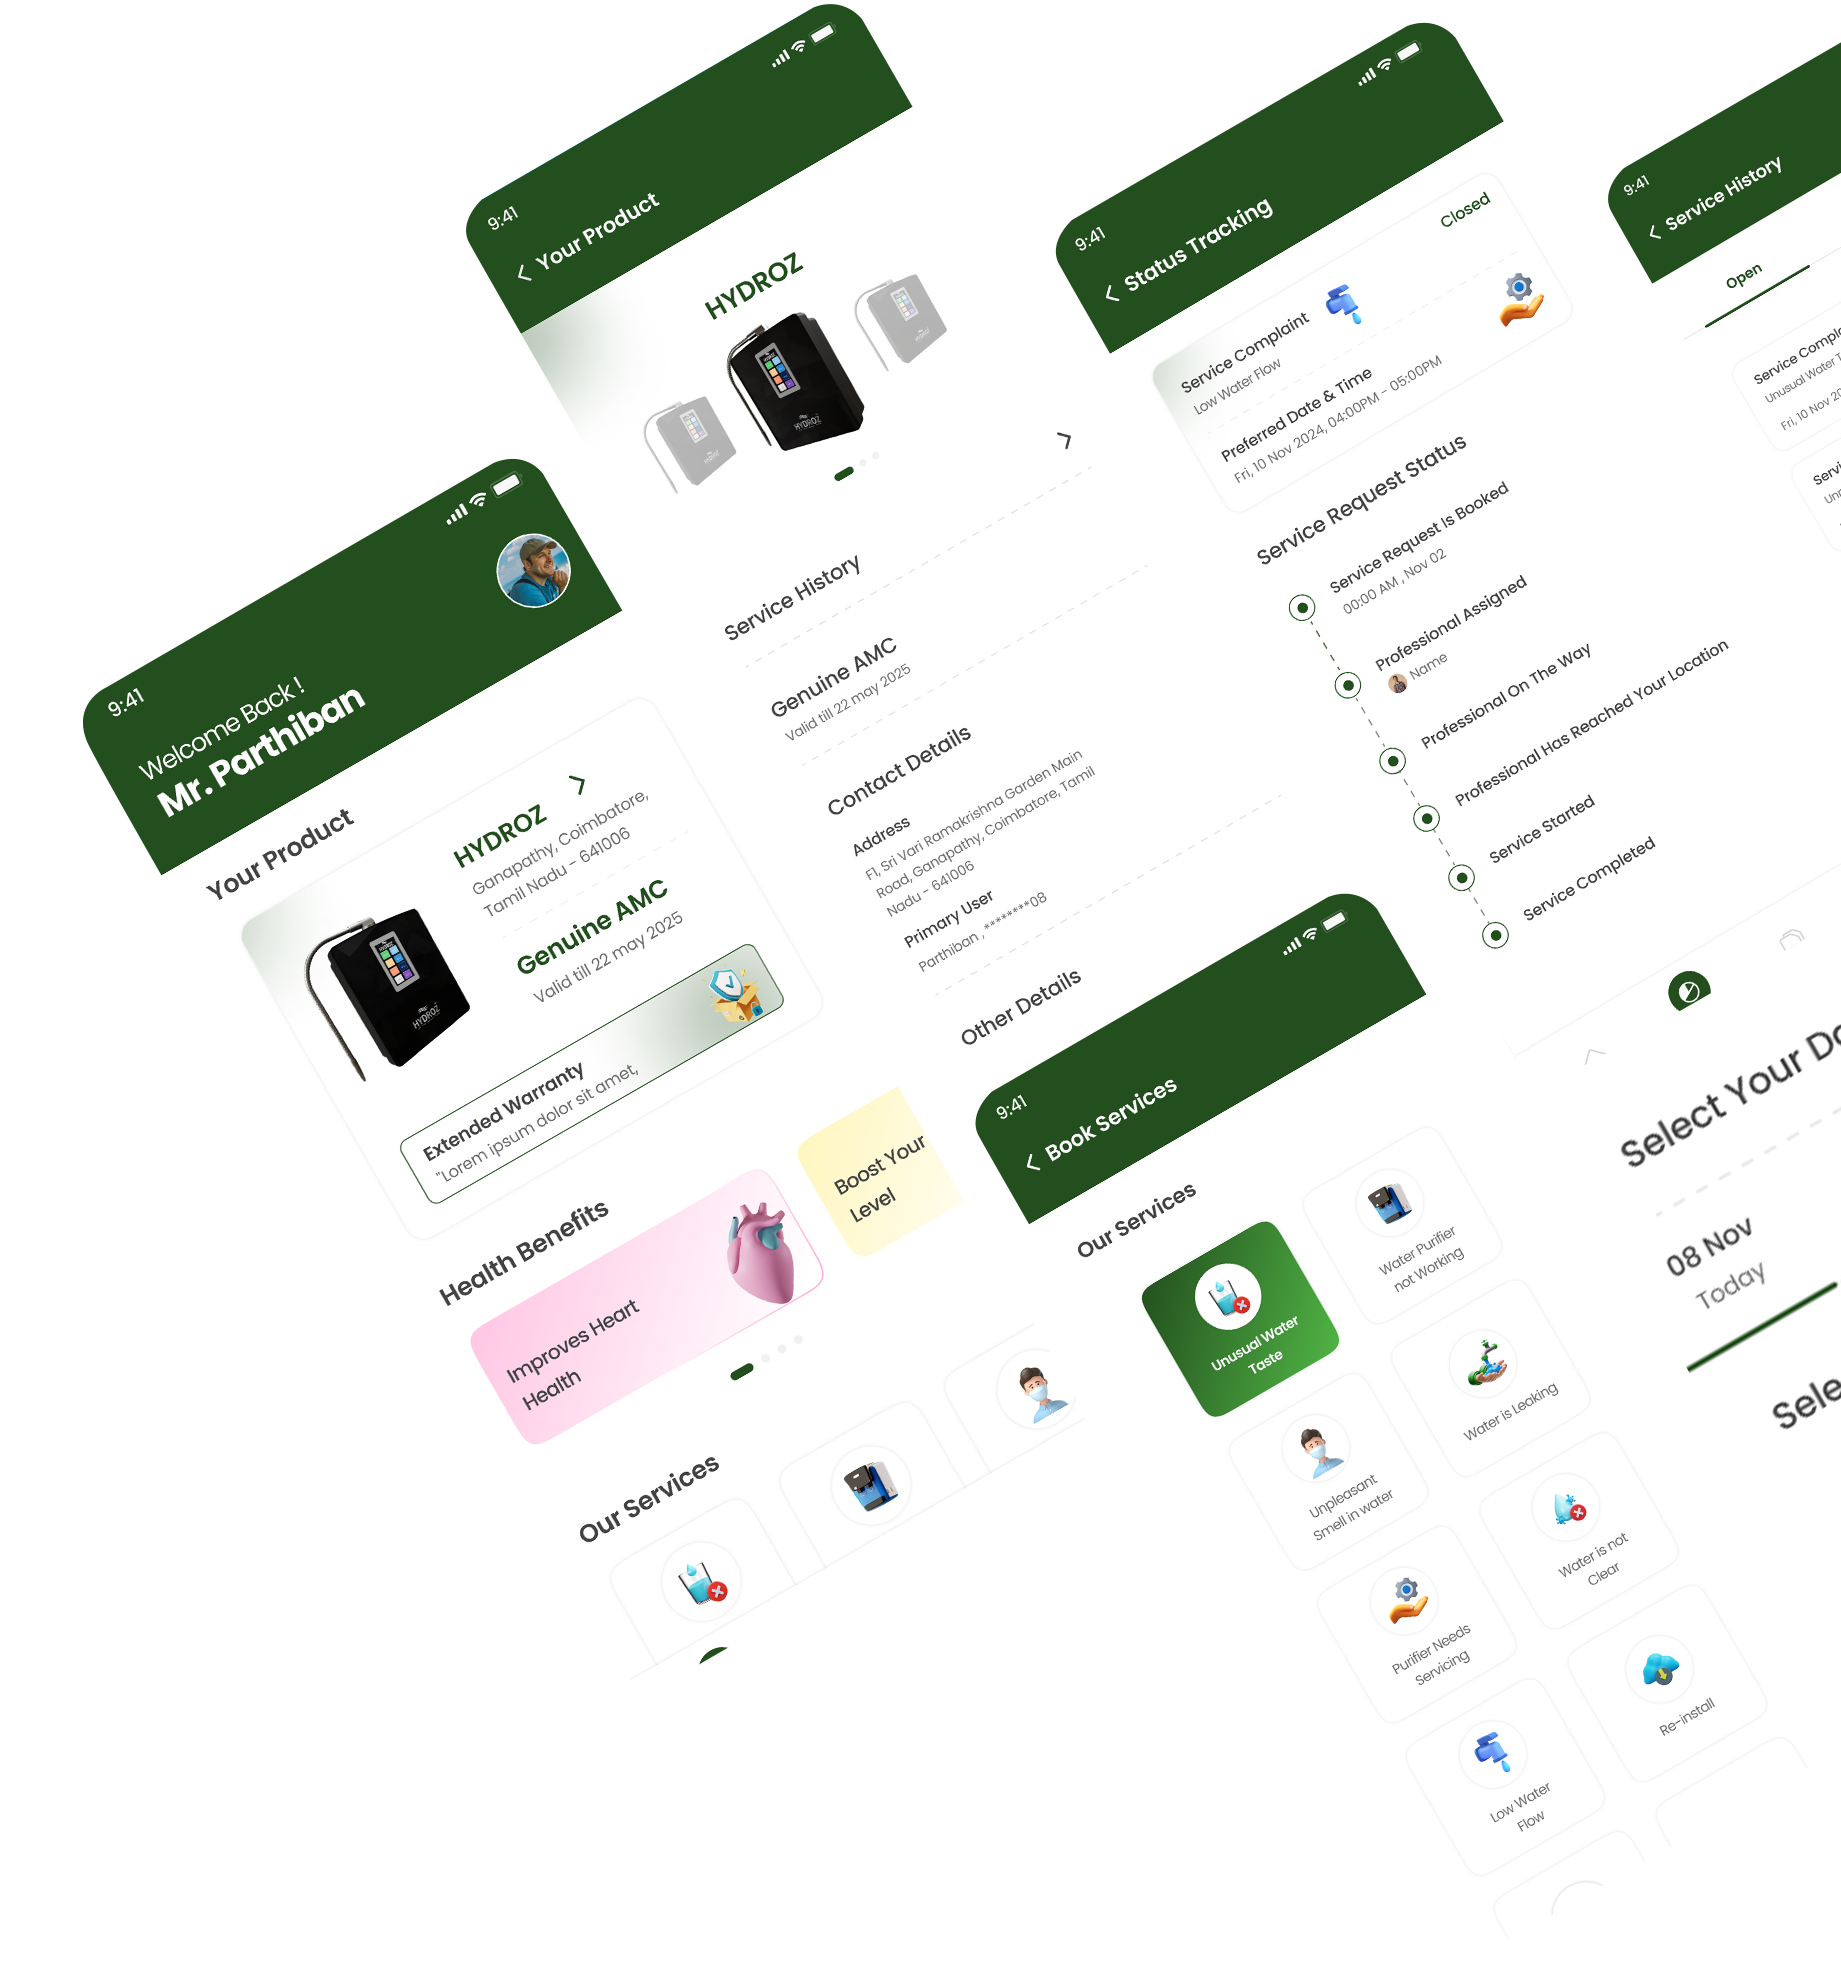 9:41
Your Product
HYDROZ
HYDROZ
HYDROZ
HYDROZ
Service History
Genuine AMC
Valid till 22 may 2025
Contact Details
Address
F1, Sri Vari Ramakrishna Garden Main
Road, Ganapathy, Coimbatore, Tamil
Nadu - 641006
Primary User
Parthiban , ********08
Other Details
9:41
Status Tracking
Closed
Service Complaint
Low Water Flow
Preferred Date & Time
Fri, 10 Nov 2024, 04:00PM - 05:00PM
Service Request Status
Service Request Is Booked
00:00 AM , Nov 02
Professional Assigned
Name
Professional On The Way
Professional Has Reached Your Location
Service Started
Service Completed
9:41
Service History
Open
Service Compla
Unusual Water T
Fri, 10 Nov 20
Servi
9:41
Welcome Back !
Mr. Parthiban
Your Product
HYDROZ
Ganapathy, Coimbatore,
Tamil Nadu - 641006
HYDROZ
Genuine AMC
Valid till 22 may 2025
Extended Warranty
"Lorem ipsum dolor sit amet,
Health Benefits
Improves Heart
Health
Boost Your
Level
Our Services
9:41
Book Services
Our Services
Unusual Water
Taste
Water Purifier
not Working
Unpleasant
Smell in water
Water is Leaking
Purifier Needs
Servicing
Water is not
Clear
Low Water
Flow
Re-install
Select Your Da
08 Nov
Today
Sele